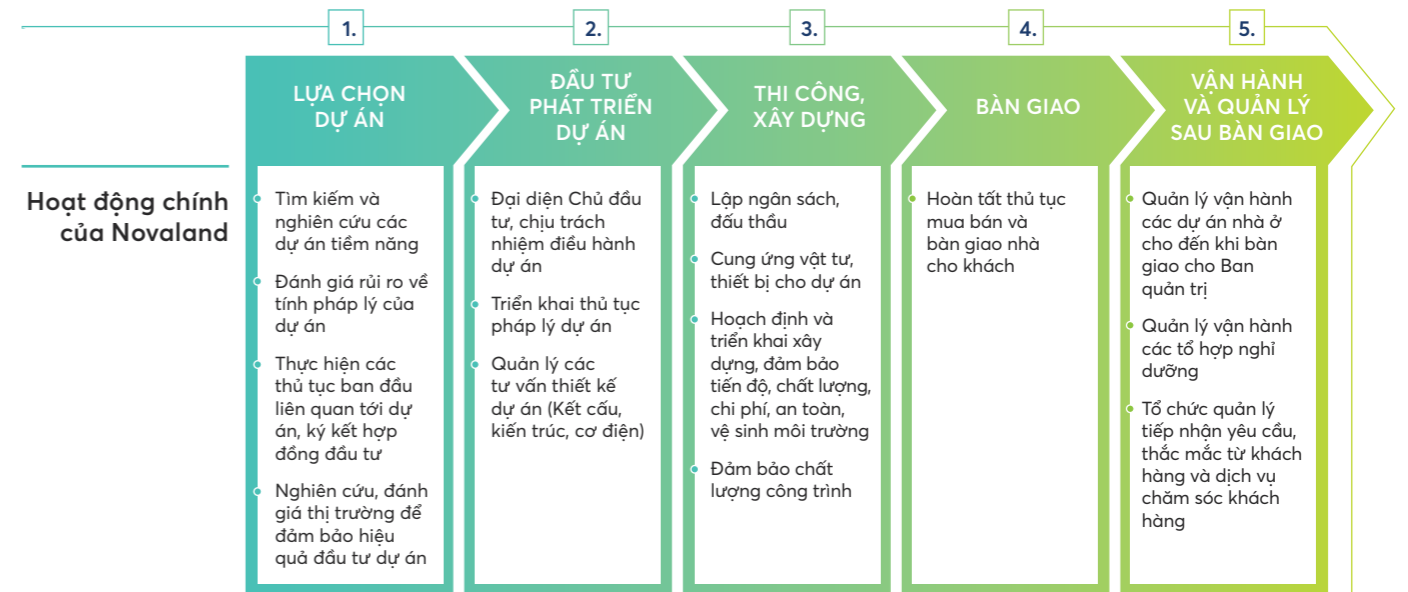 1.
2.
3.
4.
5.
LỰA CHỌN
DỰ ÁN
ĐẦU TƯ
PHÁT TRIỂN
DỰ ÁN
THI CÔNG,
XÂY DỰNG
BÀN GIAO
VẬN HÀNH
VÀ QUẢN LÝ
SAU BÀN GIAO
Hoạt động chính
của Novaland
Tìm kiếm và
nghiên cứu các
dự án tiềm năng
Đánh giá rủi ro về
tính pháp lý của
dự án
Thực hiện các
thủ tục ban đầu
liên quan tới dự
án, ký kết hợp
đồng đầu tư
Nghiên cứu, đánh
giá thị trường để
đảm bảo hiệu
quả đầu tư dự án
Đại diện Chủ đầu
tư, chịu trách
nhiệm điều hành
dự án
Triển khai thủ tục
pháp lý dự án
Quản lý các
tư vấn thiết kế
dự án (Kết cấu,
kiến trúc, cơ điện)
Lập ngân sách,
đấu thầu
Cung ứng vật tư,
thiết bị cho dự án
Hoạch định và
triển khai xây
dựng, đảm bảo
tiến độ, chất lượng,
chi phí, an toàn,
vệ sinh môi trường
Đảm bảo chất
lượng công trình
Hoàn tất thủ tục
mua bán và
bàn giao nhà
cho khách
Quản lý vận hành
các dự án nhà ở
cho đến khi bàn
giao cho Ban
quản trị
Quản lý vận hành
các tổ hợp nghỉ
dưỡng
Tổ chức quản lý
tiếp nhận yêu cầu,
thắc mắc từ khách
hàng và dịch vụ
chăm sóc khách
hàng